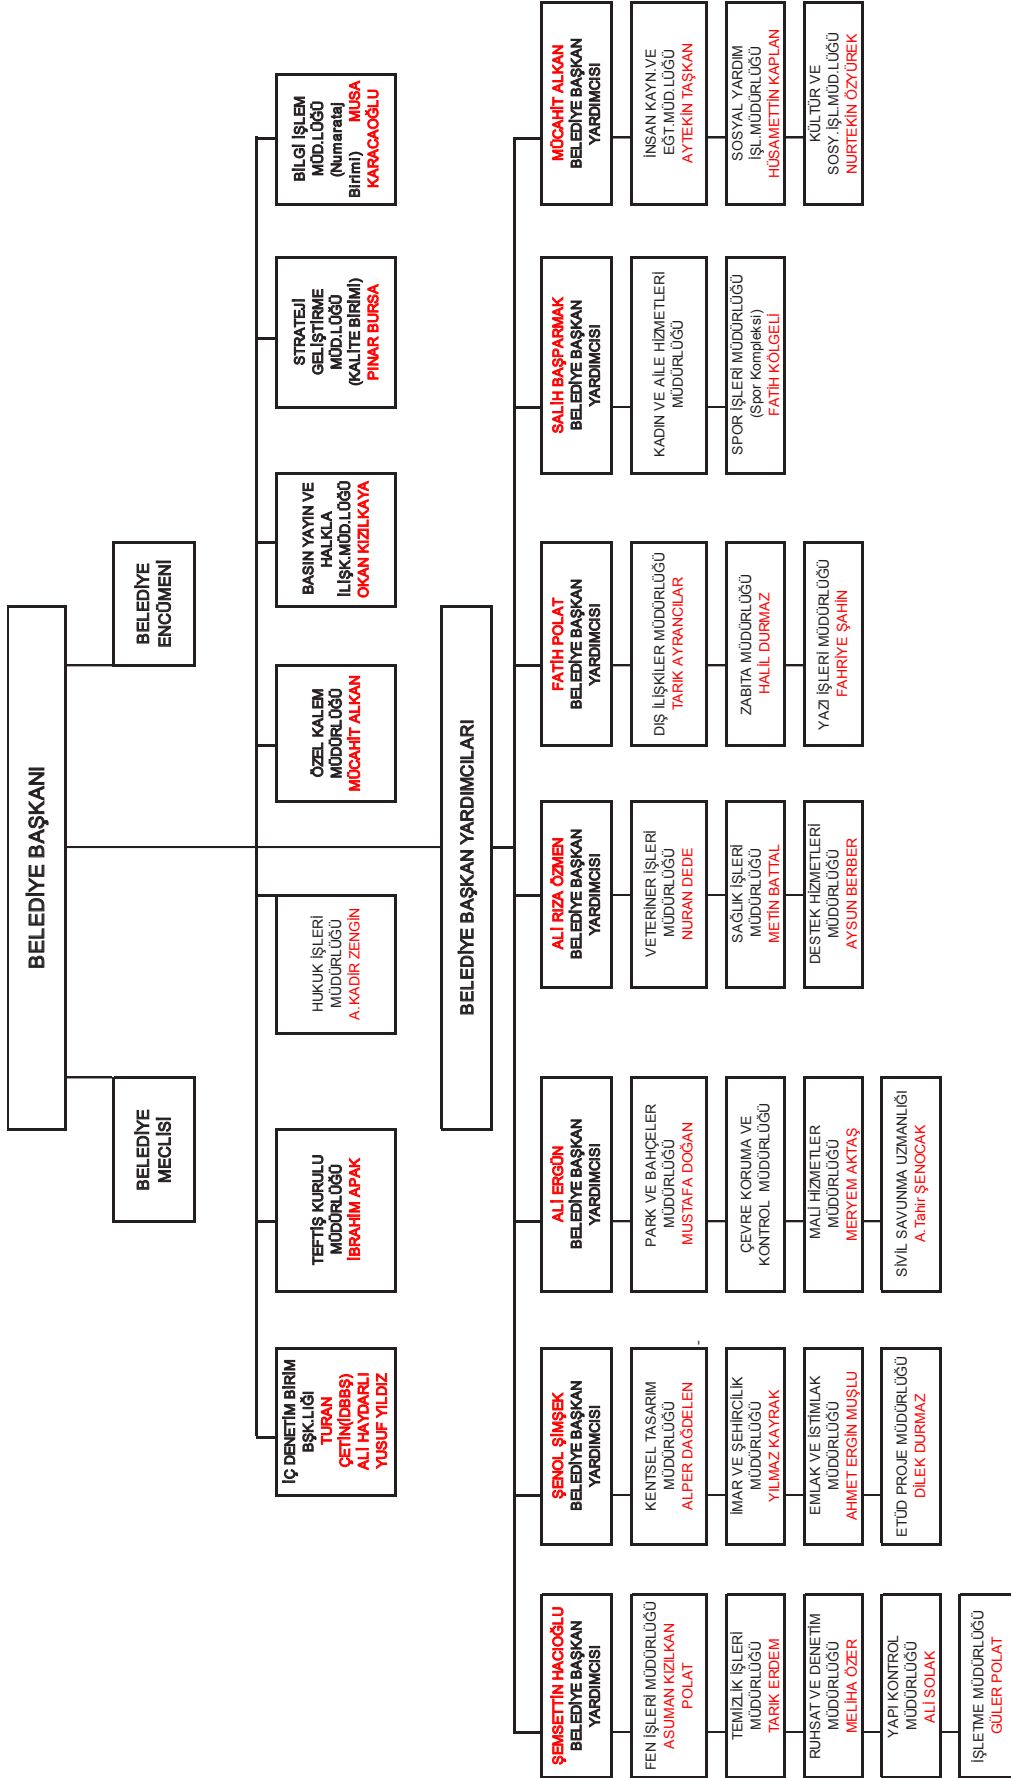 BELEDİYE BAŞKANI
BELEDİYE
MECLİSİ
BELEDİYE
ENCÜMENİ
İÇ DENETİM BİRİM
BŞK.LIĞI
TURAN
ÇETİN(İDBBŞ)
ALİ HAYDARLI
YUSUF YILDIZ
TEFTİŞ KURULU
MÜDÜRLÜĞÜ
İBRAHİM APAK
HUKUK İŞLERİ
MÜDÜRLÜĞÜ
A.KADİR ZENGİN
ÖZEL KALEM
MÜDÜRLÜĞÜ
MÜCAHİT ALKAN
BASIN YAYIN VE
HALKLA
İLİŞK.MÜD.LÜĞÜ
OKAN KIZILKAYA
STRATEJİ
GELİŞTİRME
MÜD.LÜĞÜ
(KALİTE BİRİMİ)
PINAR BURSA
BİLGİ İŞLEM
MÜD.LÜĞÜ
(Numarataj
Birimi) MUSA
KARACAOĞLU
BELEDİYE BAŞKAN YARDIMCILARI
ŞEMSETTİN HACIOĞLU
BELEDİYE BAŞKAN
YARDIMCISI
FEN İŞLERİ MÜDÜRLÜĞÜ
ASUMAN KIZILKAN
POLAT
TEMİZLİK İŞLERİ
MÜDÜRLÜĞÜ
TARIK ERDEM
RUHSAT VE DENETİM
MÜDÜRLÜĞÜ
MELİHA ÖZER
YAPI KONTROL
MÜDÜRLÜĞÜ
ALİ SOLAK
İŞLETME MÜDÜRLÜĞÜ
GÜLER POLAT
ŞENOL ŞİMŞEK
BELEDİYE BAŞKAN
YARDIMCISI
KENTSEL TASARIM
MÜDÜRLÜĞÜ
ALPER DAĞDELEN
-
İMAR VE ŞEHİRCİLİK
MÜDÜRLÜĞÜ
YILMAZ KAYRAK
EMLAK VE İSTİMLAK
MÜDÜRLÜĞÜ
AHMET ERGİN MUŞLU
ETÜD PROJE MÜDÜRLÜĞÜ
DİLEK DURMAZ
ALİ ERGÜN
BELEDİYE BAŞKAN
YARDIMCISI
PARK VE BAHÇELER
MÜDÜRLÜĞÜ
MUSTAFA DOĞAN
ÇEVRE KORUMA VE
KONTROL MÜDÜRLÜĞÜ
MALİ HİZMETLER
MÜDÜRLÜĞÜ
MERYEM AKTAŞ
SİVİL SAVUNMA UZMANLIĞI
A.Tahir ŞENOCAK
ALİ RIZA ÖZMEN
BELEDİYE BAŞKAN
YARDIMCISI
VETERİNER İŞLERİ
MÜDÜRLÜĞÜ
NURAN DEDE
SAĞLIK İŞLERİ
MÜDÜRLÜĞÜ
METİN BATTAL
DESTEK HİZMETLERİ
MÜDÜRLÜĞÜ
AYSUN BERBER
FATİH POLAT
BELEDİYE BAŞKAN
YARDIMCISI
DIŞ İLİŞKİLER MÜDÜRLÜĞÜ
TARIK AYRANCILAR
ZABITA MÜDÜRLÜĞÜ
HALİL DURMAZ
YAZI İŞLERİ MÜDÜRLÜĞÜ
FAHRİYE ŞAHİN
SALİH BAŞPARMAK
BELEDİYE BAŞKAN
YARDIMCISI
KADIN VE AİLE HİZMETLERİ
MÜDÜRLÜĞÜ
SPOR İŞLERİ MÜDÜRLÜĞÜ
(Spor Kompleksi)
FATİH KÖLGELİ
MÜCAHİT ALKAN
BELEDİYE BAŞKAN
YARDIMCISI
İNSAN KAYN.VE
EĞT.MÜD.LÜĞÜ
AYTEKİN TAŞKAN
SOSYAL YARDIM
İŞL.MÜDÜRLÜĞÜ
HÜSAMETTİN KAPLAN
KÜLTÜR VE
SOSY.İŞL.MÜD.LÜĞÜ
NURTEKİN ÖZYÜREK